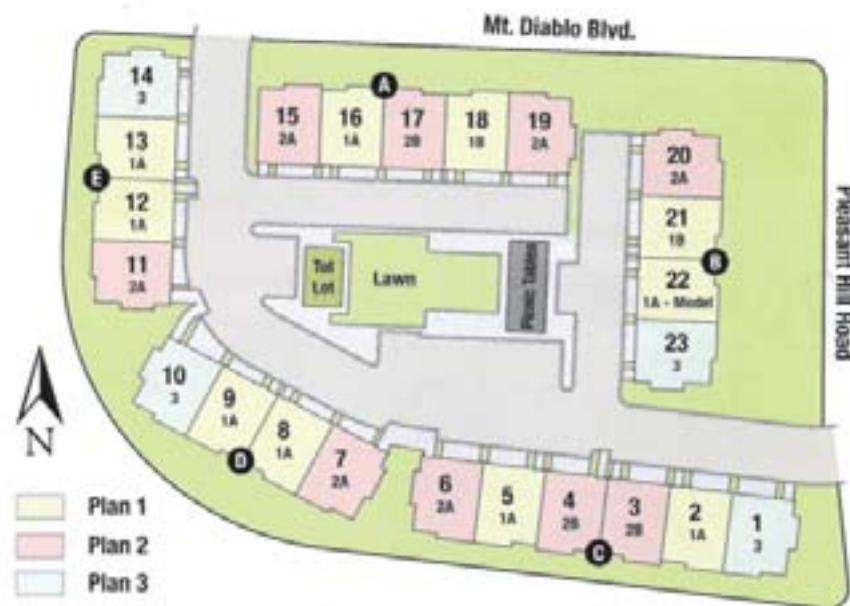 Mt. Diablo Blvd.
14
3
13
1A
E
12
1A
11
2A
15
2A
16
1A
A
17
2B
18
1B
19
2A
20
2A
21
1B
B
22
1A - Model
23
3
Pleasant Hill Road
Tot
Lot
Lawn
Picnic Tables
10
3
9
1A
8
1A
D
7
2A
6
2A
5
1A
4
2B
C
3
2B
2
1A
1
3
N
Plan 1
Plan 2
Plan 3